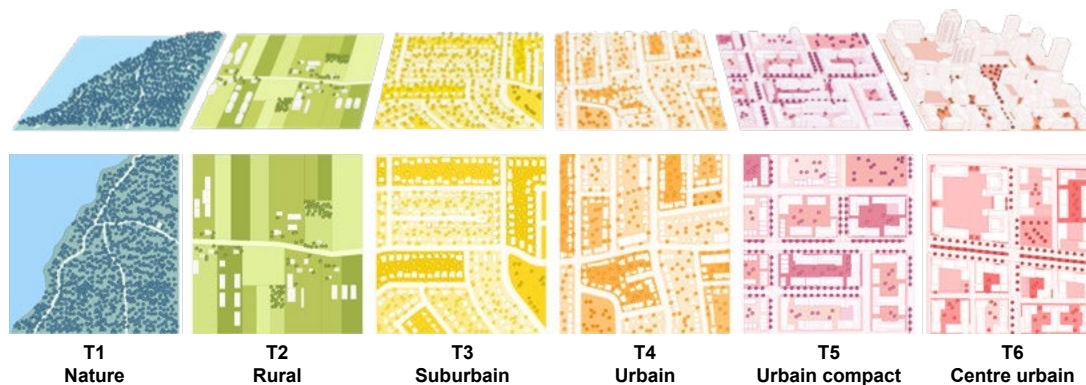 T1 T2 T3 T4 T5 T6
Nature Rural Suburbain Urbain Urbain compact Centre urbain